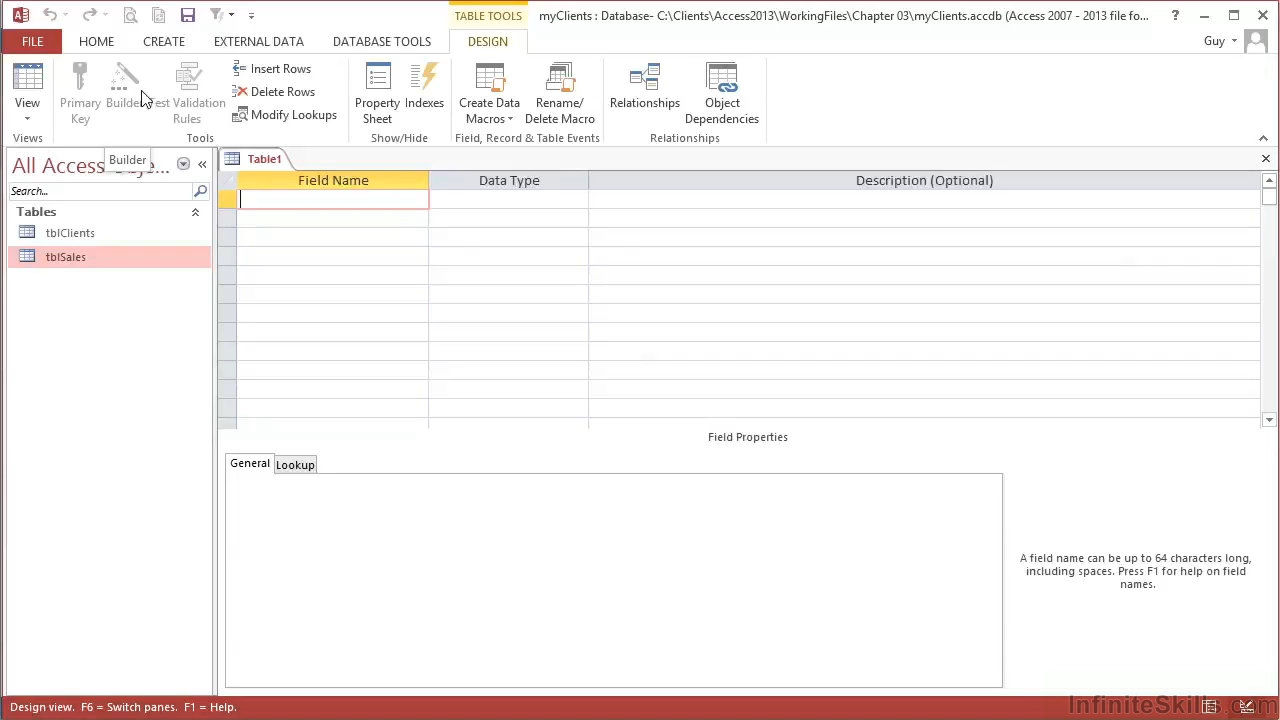 TABLE TOOLS
myClients : Database- C:\Clients\Access2013\WorkingFiles\Chapter 03\myClients.accdb (Access 2007 - 2013 file fo...
?
FILE
HOME
CREATE
EXTERNAL DATA
DATABASE TOOLS
DESIGN
Guy
View
Primary Key
Builder
Test Validation Rules
Insert Rows
Delete Rows
Modify Lookups
Property Sheet
Indexes
Create Data Macros
Rename/ Delete Macro
Relationships
Object Dependencies
Views
Tools
Show/Hide
Field, Record & Table Events
Relationships
Builder
All Access
Search...
Tables
tblClients
tblSales
Table1
Field Name
Data Type
Description (Optional)
Field Properties
General
Lookup
A field name can be up to 64 characters long,
including spaces. Press F1 for help on field
names.
Design view.  F6 = Switch panes.  F1 = Help.
InfiniteSkills.com